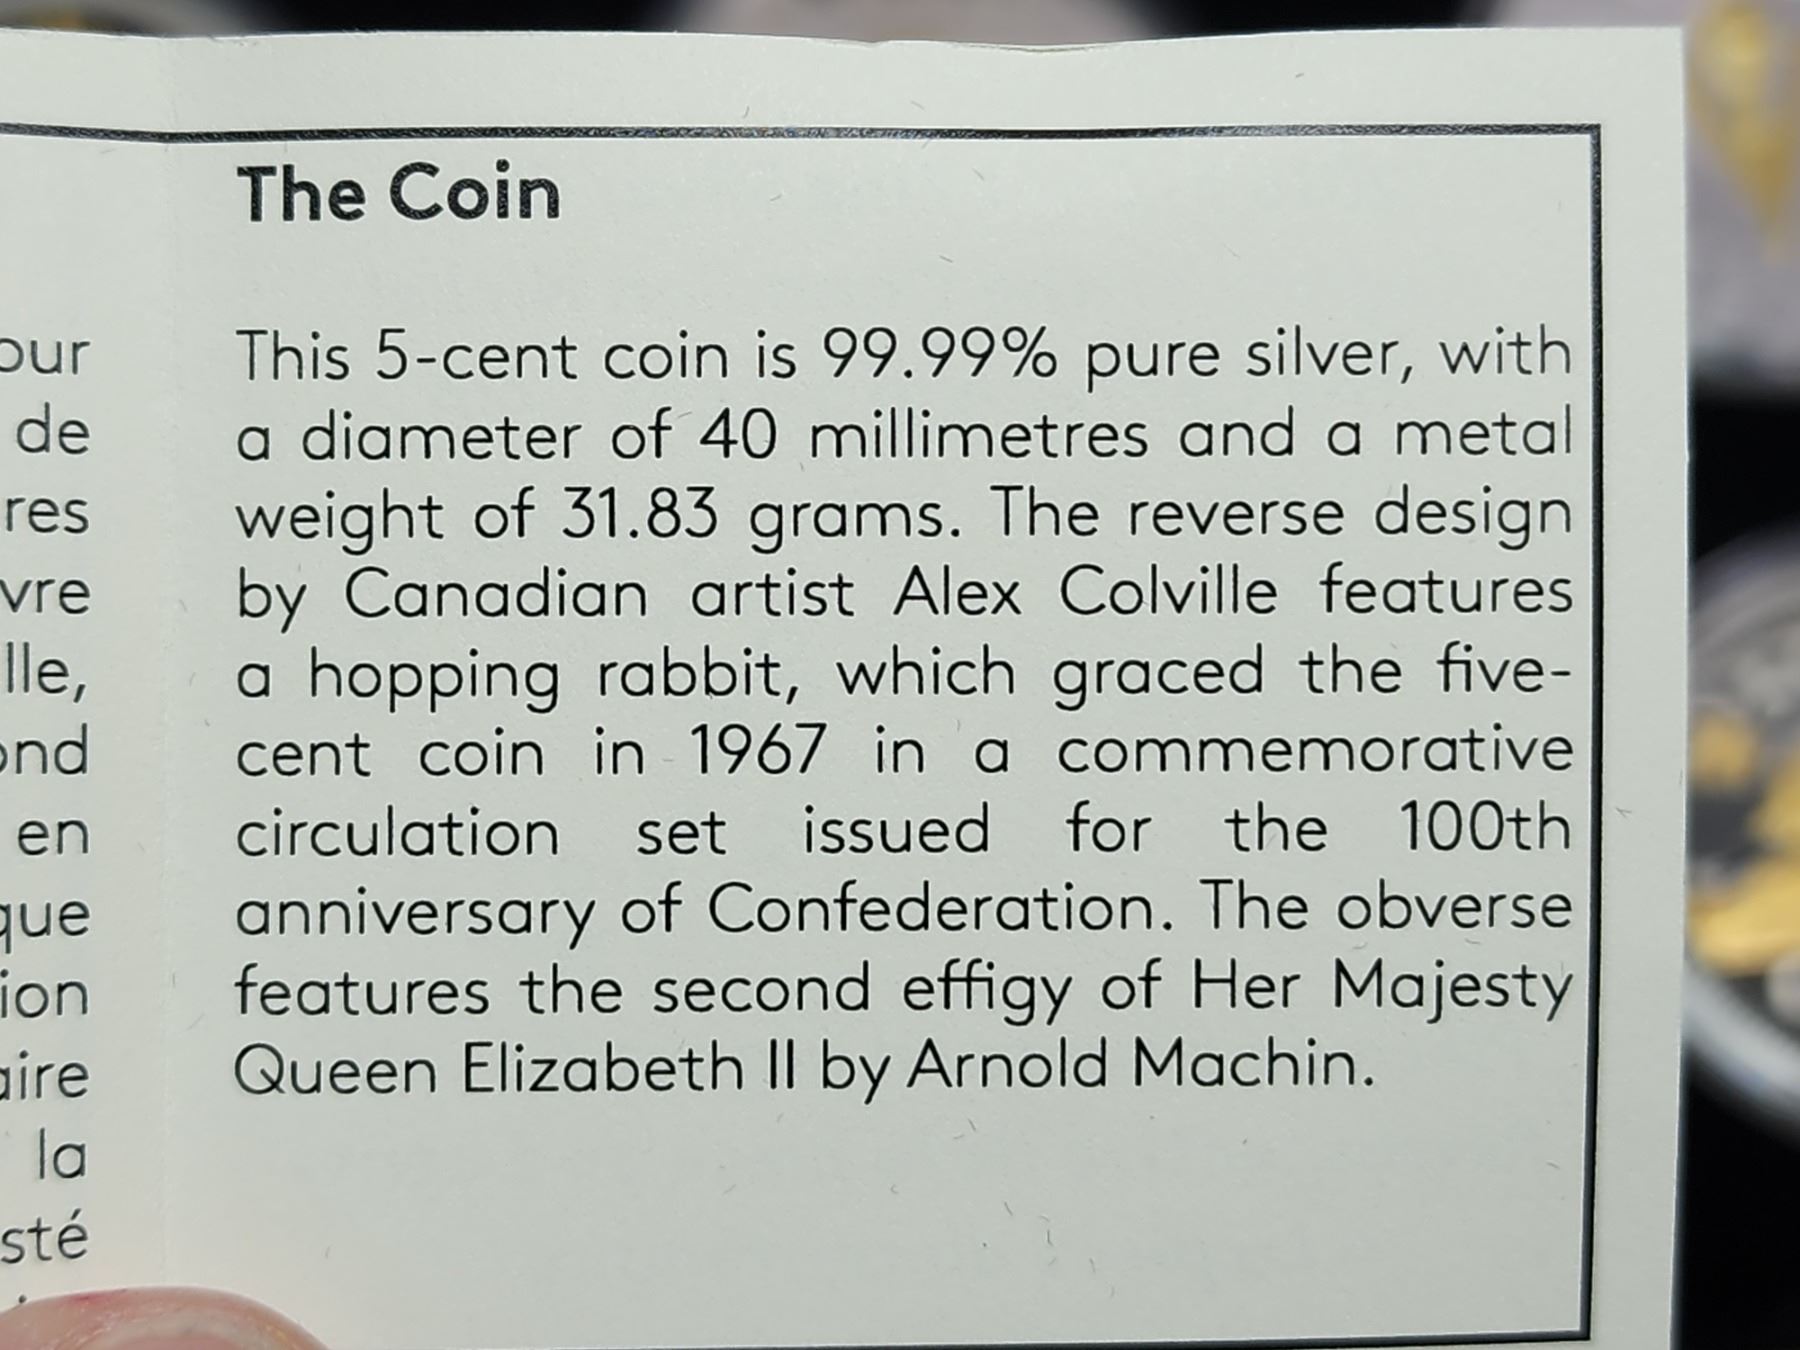 The Coin
This 5-cent coin is 99.99% pure silver, with
a diameter of 40 millimetres and a metal
weight of 31.83 grams. The reverse design
by Canadian artist Alex Colville features
a hopping rabbit, which graced the five-
cent coin in 1967 in a commemorative
circulation set issued for the 100th
anniversary of Confederation. The obverse
features the second effigy of Her Majesty
Queen Elizabeth II by Arnold Machin.
de
en
la